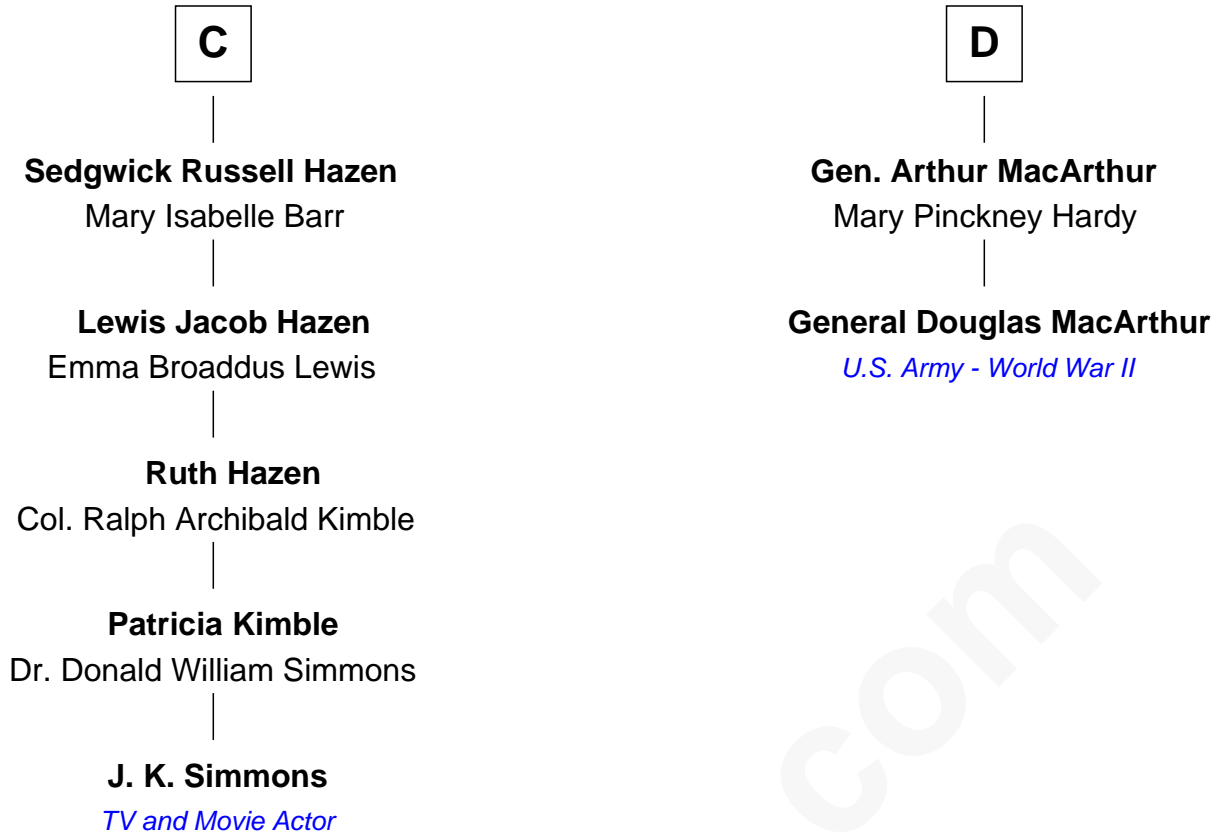 C
Sedgwick Russell Hazen
Mary Isabelle Barr
Lewis Jacob Hazen
Emma Broaddus Lewis
Ruth Hazen
Col. Ralph Archibald Kimble
Patricia Kimble
Dr. Donald William Simmons
J. K. Simmons
TV and Movie Actor
D
Gen. Arthur MacArthur
Mary Pinckney Hardy
General Douglas MacArthur
U.S. Army - World War II
com